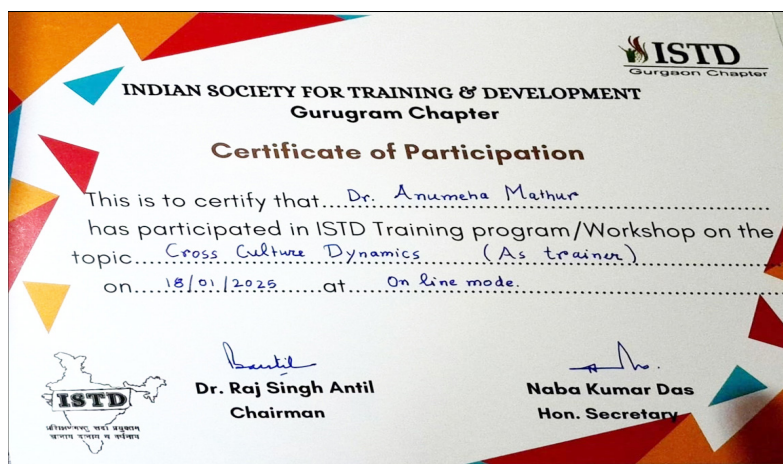 ISTD
Gurgaon Chapter
INDIAN SOCIETY FOR TRAINING & DEVELOPMENT
Gurugram Chapter
Certificate of Participation
This is to certify that...Dr. Anumeha Mathur
has participated in ISTD Training program/Workshop on the
topic...Cross Culture Dynamics (As trainer)
on...18/01/2025...at...On line mode.
Dr. Raj Singh Antil
Chairman
Naba Kumar Das
Hon. Secretary
ISTD